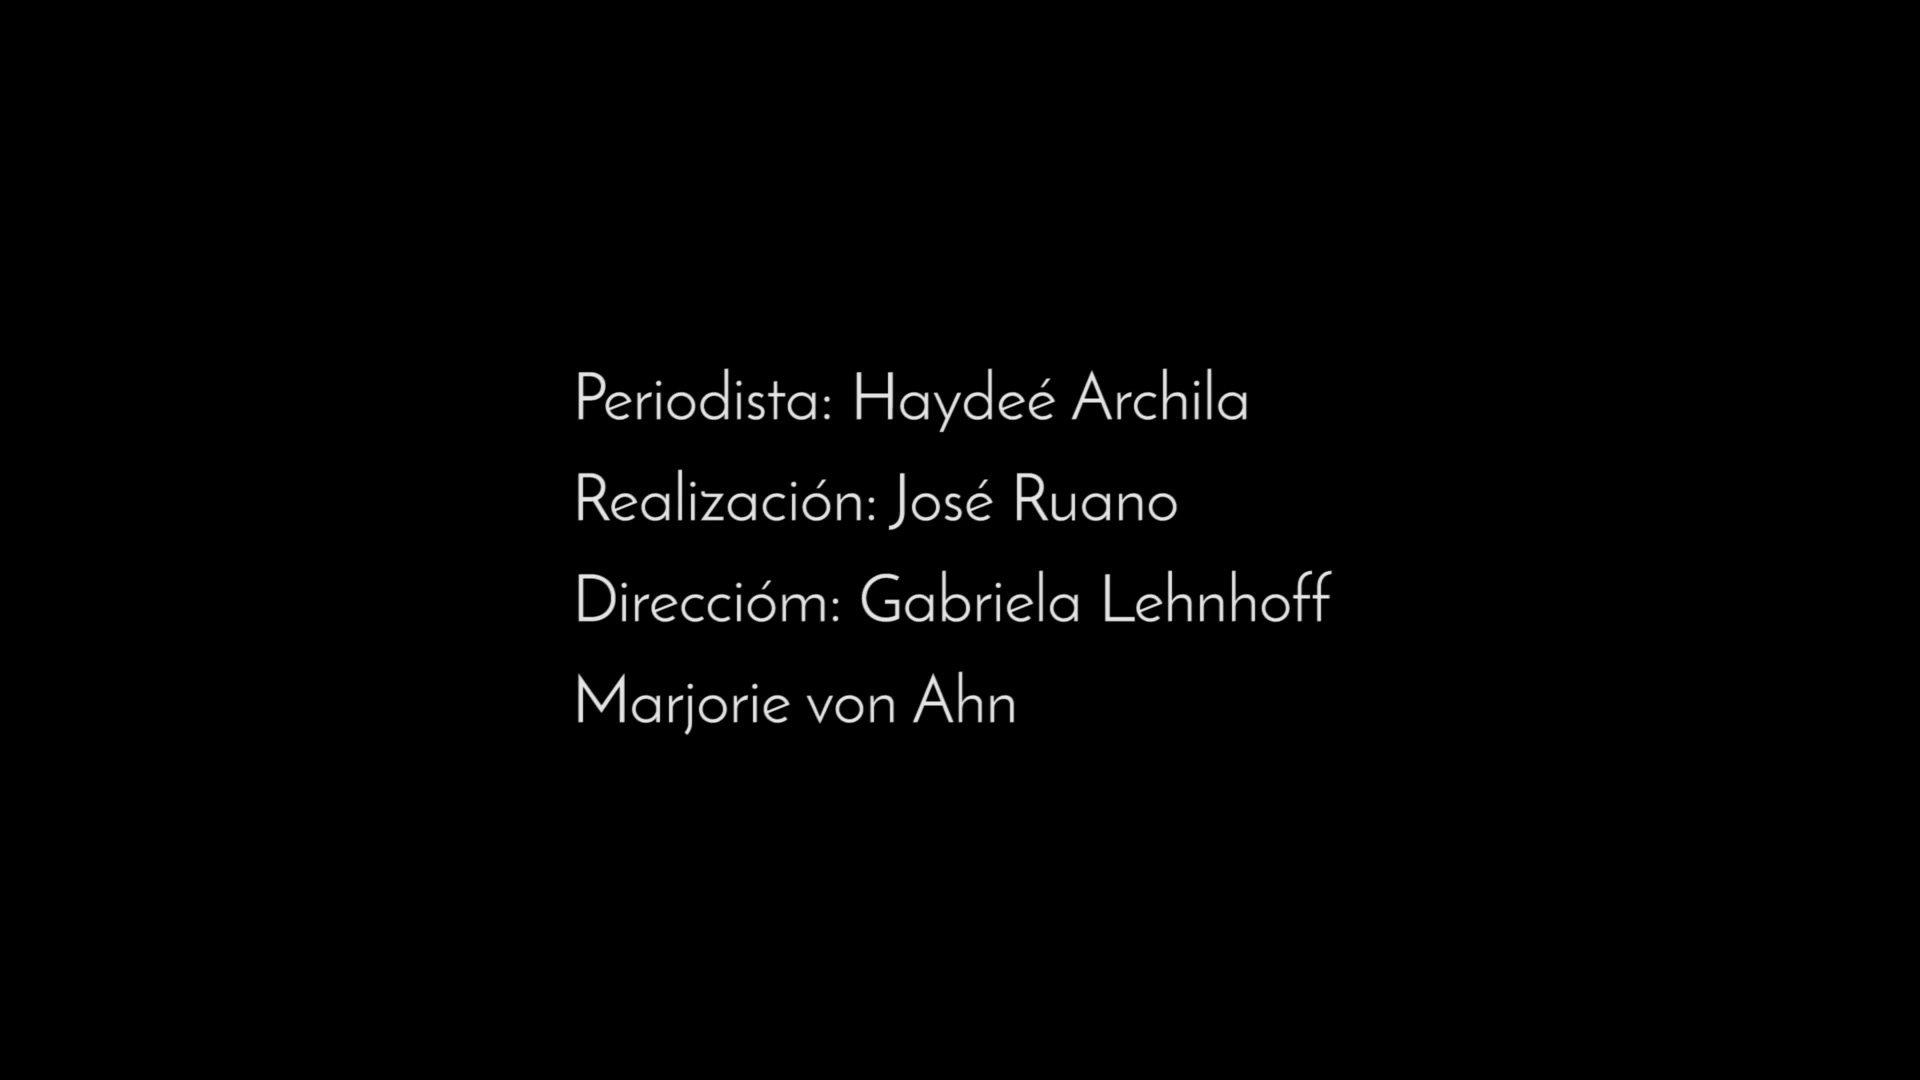 Periodista: Haydeé Archila
Realización: José Ruano
Direccióm: Gabriela Lehnhoff
Marjorie von Ahn